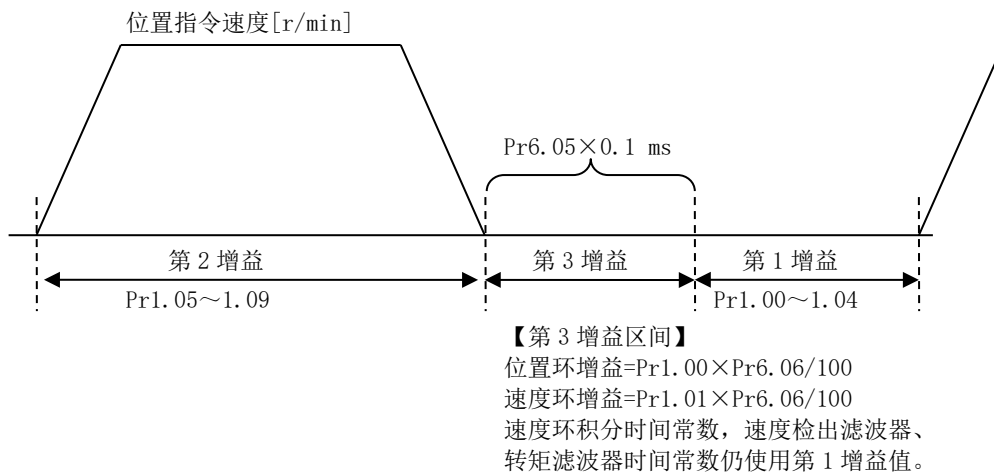 位置指令速度[r/min]
Pr6.05×0.1 ms
第2增益
第3增益
第1增益
Pr1.05～1.09
Pr1.00～1.04
【第3增益区间】
位置环增益=Pr1.00×Pr6.06/100
速度环增益=Pr1.01×Pr6.06/100
速度环积分时间常数，速度检出滤波器、
转矩滤波器时间常数仍使用第1增益值。